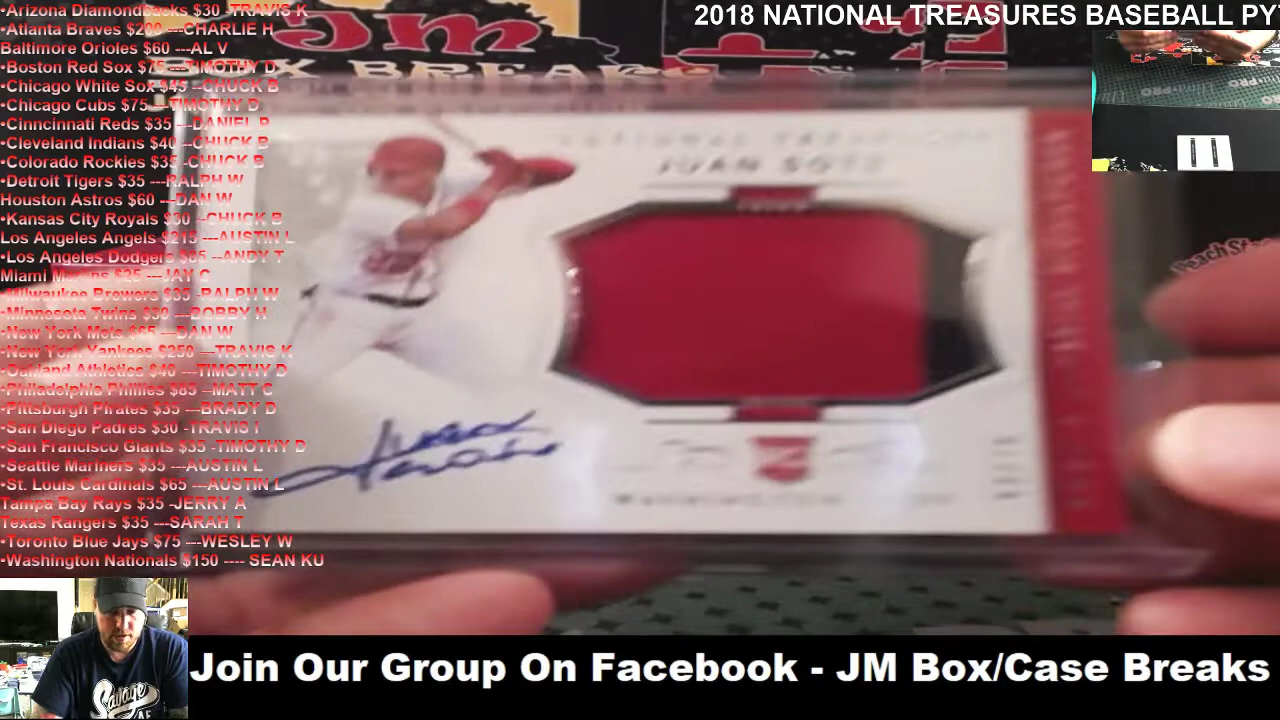 •Arizona Diamondbacks $30 -TRAVIS K
•Atlanta Braves $200 ---CHARLIE H
Baltimore Orioles $60 ---AL V
•Boston Red Sox $75 ---TIMOTHY D
•Chicago White Sox $45 --CHUCK B
•Chicago Cubs $75 ---TIMOTHY D
•Cinncinnati Reds $35 ---DANIEL P
•Cleveland Indians $40 --CHUCK B
•Colorado Rockies $35 -CHUCK B
•Detroit Tigers $35 ---RALPH W
Houston Astros $60 ---DAN W
•Kansas City Royals $30 --CHUCK B
Los Angeles Angels $215 ---AUSTIN L
•Los Angeles Dodgers $85 --ANDY T
Miami Marlins $25 ---JAY C
•Milwaukee Brewers $35 -RALPH W
•Minnesota Twins $30 ---BOBBY H
•New York Mets $65 ---DAN W
•New York Yankees $250 ---TRAVIS K
•Oakland Athletics $40 ---TIMOTHY D
•Philadelphia Phillies $85 --MATT C
•Pittsburgh Pirates $35 ---BRADY D
•San Diego Padres $30 -TRAVIS I
•San Francisco Giants $35 -TIMOTHY D
•Seattle Mariners $35 ---AUSTIN L
•St. Louis Cardinals $65 ---AUSTIN L
Tampa Bay Rays $35 -JERRY A
Texas Rangers $35 ---SARAH T
•Toronto Blue Jays $75 ---WESLEY W
•Washington Nationals $150 ---- SEAN KU
2018 NATIONAL TREASURES BASEBALL PY
jm
BOX BREAKS
JUAN SOTO
Juan
Savage
Join Our Group On Facebook - JM Box/Case Breaks